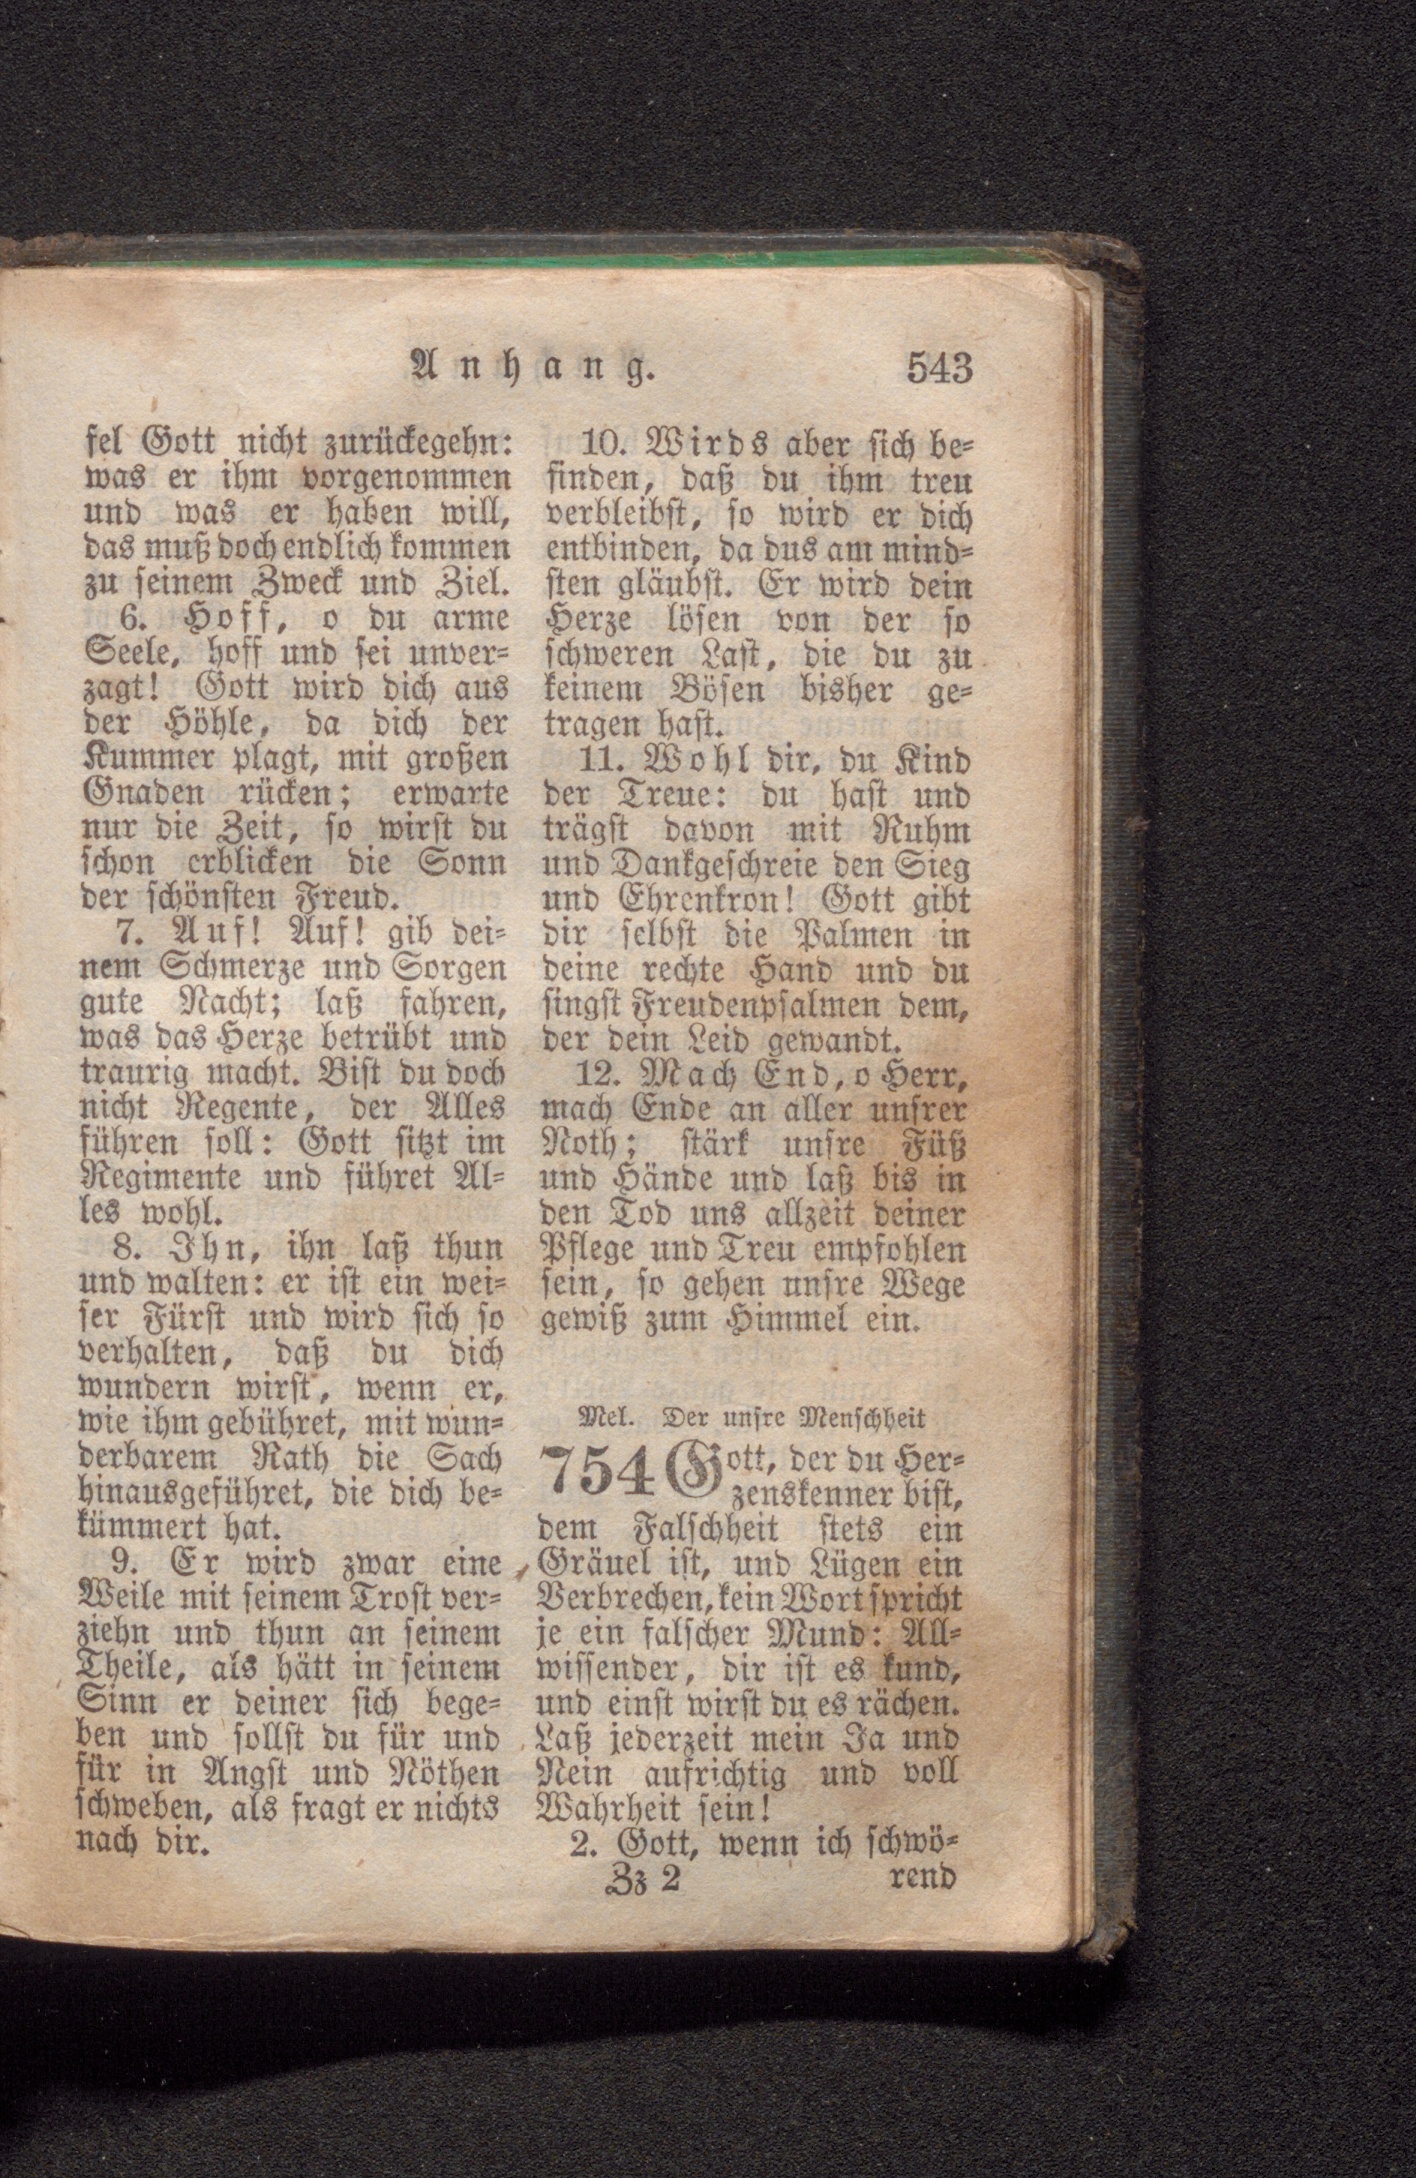 Anhang. 543
fel Gott nicht zurückegehn:
was er ihm vorgenommen
und was er haben will,
das muß doch endlich kommen
zu seinem Zweck und Ziel.
6. Hoff, o du arme
Seele, hoff und sei unver-
zagt! Gott wird dich aus
der Höhle, da dich der
Kummer plagt, mit großen
Gnaden rücken; erwarte
nur die Zeit, so wirst du
schon erblicken die Sonn
der schönsten Freud.
7. Auf! Auf! gib dei-
nem Schmerze und Sorgen
gute Nacht; laß fahren,
was das Herze betrübt und
traurig macht. Bist du doch
nicht Regente, der Alles
führen soll: Gott sitzt im
Regimente und führet Al-
les wohl.
8. Ihn, ihn laß thun
und walten: er ist ein wei-
ser Fürst und wird sich so
verhalten, daß du dich
wundern wirst, wenn er,
wie ihm gebühret, mit wun-
derbarem Rath die Sach
hinausgeführet, die dich be-
kümmert hat.
9. Er wird zwar eine
Weile mit seinem Trost ver-
ziehn und thun an seinem
Theile, als hätt in seinem
Sinn er deiner sich bege-
ben und sollst du für und
für in Angst und Nöthen
schweben, als fragt er nichts
nach dir.
10. Wirds aber sich be-
finden, daß du ihm treu
verbleibst, so wird er dich
entbinden, da dus am mind-
sten gläubst. Er wird dein
Herze lösen von der so
schweren Last, die du zu
keinem Bösen bisher ge-
tragen hast.
11. Wohl dir, du Kind
der Treue: du hast und
trägst davon mit Ruhm
und Dankgeschreie den Sieg
und Ehrenkron! Gott gibt
dir selbst die Palmen in
deine rechte Hand und du
singst Freudenpsalmen dem,
der dein Leid gewandt.
12. Mach End, o Herr,
mach Ende an aller unsrer
Noth; stärk unsre Füß
und Hände und laß bis in
den Tod uns allzeit deiner
Pflege und Treu empfohlen
sein, so gehen unsre Wege
gewiß zum Himmel ein.
Mel. Der unsre Menschheit
754 Gott, der du Her-
zenskenner bist,
dem Falschheit stets ein
Gräuel ist, und Lügen ein
Verbrechen, kein Wort spricht
je ein falscher Mund: All-
wissender, dir ist es kund,
und einst wirst du es rächen.
Laß jederzeit mein Ja und
Nein aufrichtig und voll
Wahrheit sein!
2. Gott, wenn ich schwö-
Zz 2 rend